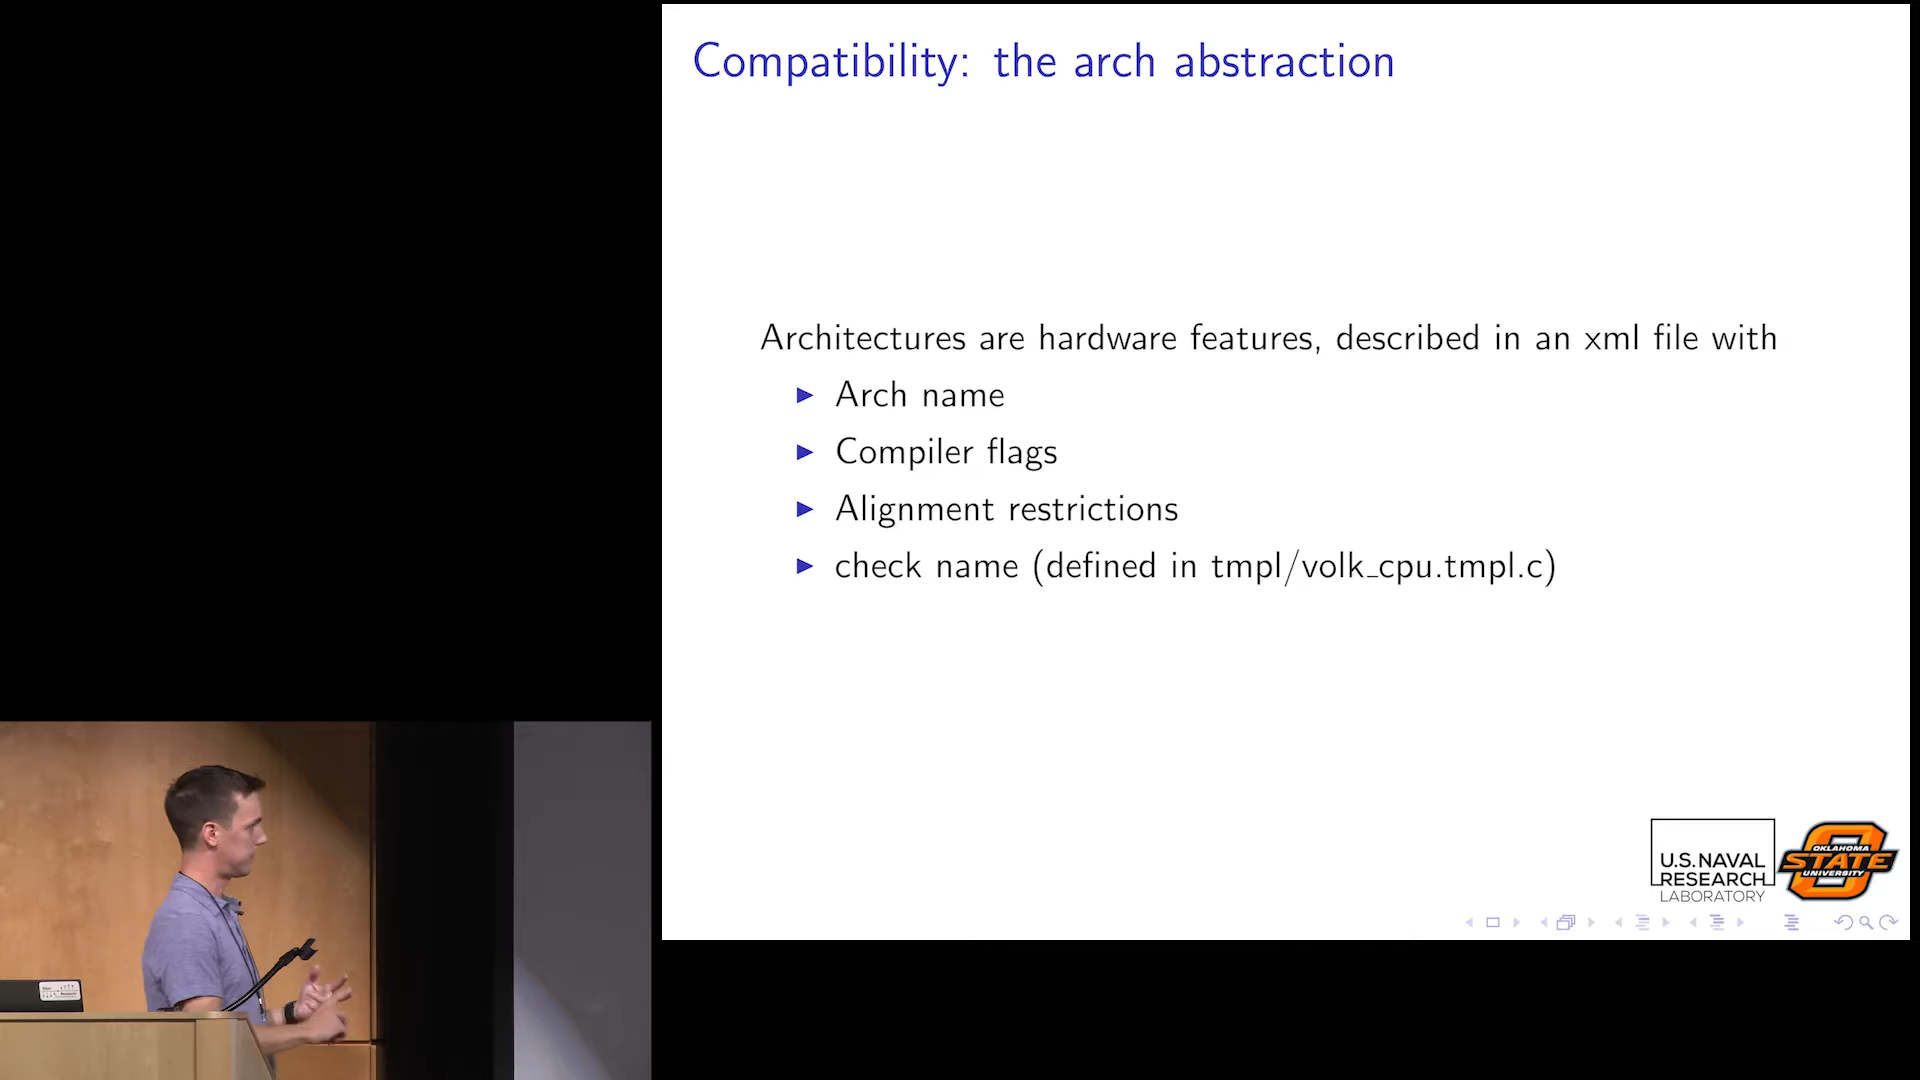 Compatibility: the arch abstraction
Architectures are hardware features, described in an xml file with
Arch name
Compiler flags
Alignment restrictions
check name (defined in tmpl/volk_cpu.tmpl.c)
U.S. NAVAL
RESEARCH
LABORATORY
OKLAHOMA
STATE
UNIVERSITY